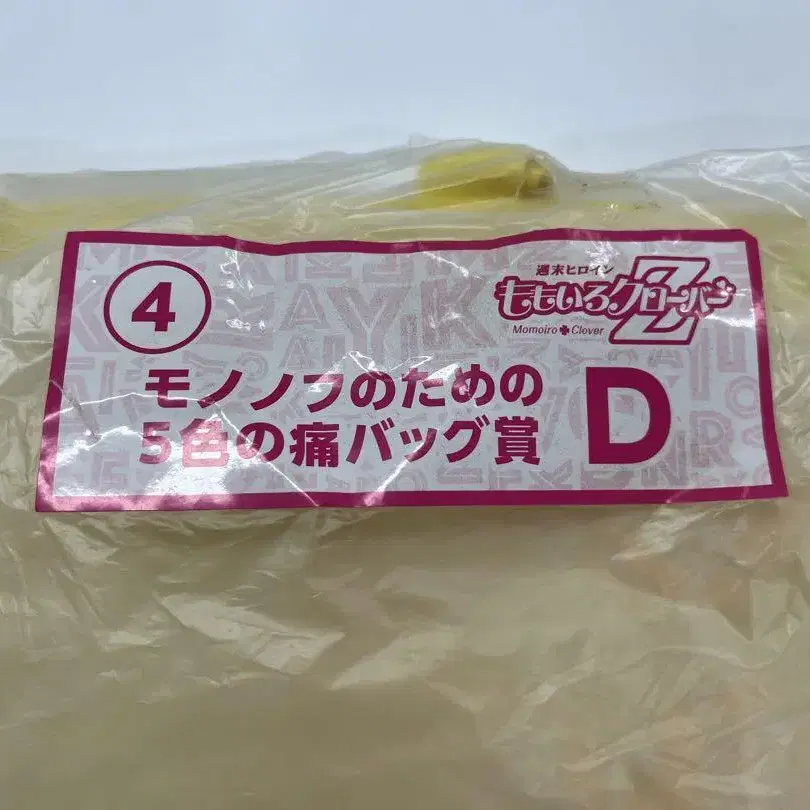 ④
週末ヒロイン
ももいろクローバーZ
Momoiro Clover
モノノフのための
5色の痛バッグ賞
D